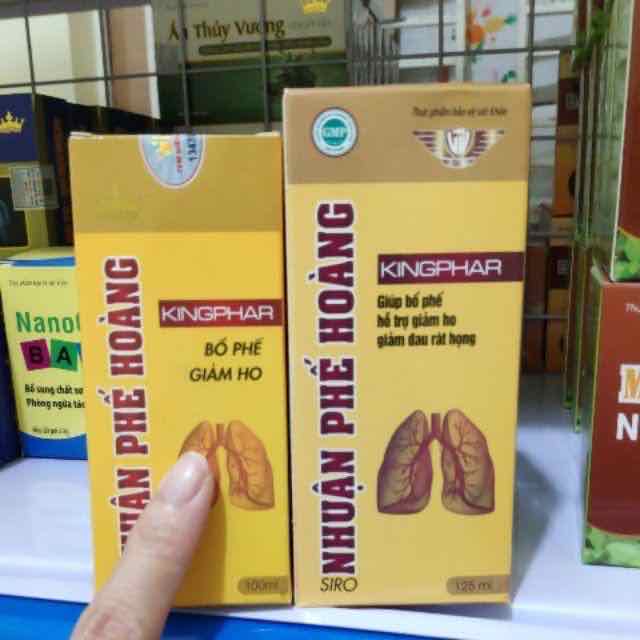 Ấn Thủy Vương
NHUẬN PHẾ HOÀNG
KINGPHAR
BỔ PHẾ
GIẢM HO
100ml
GMP
Thực phẩm bảo vệ sức khỏe
NHUẬN PHẾ HOÀNG
KINGPHAR
Giúp bổ phế
hỗ trợ giảm ho
giảm đau rát họng
SIRO
125 ml
Nano
BA
Bổ sung chất
Phòng ngừa
M
N